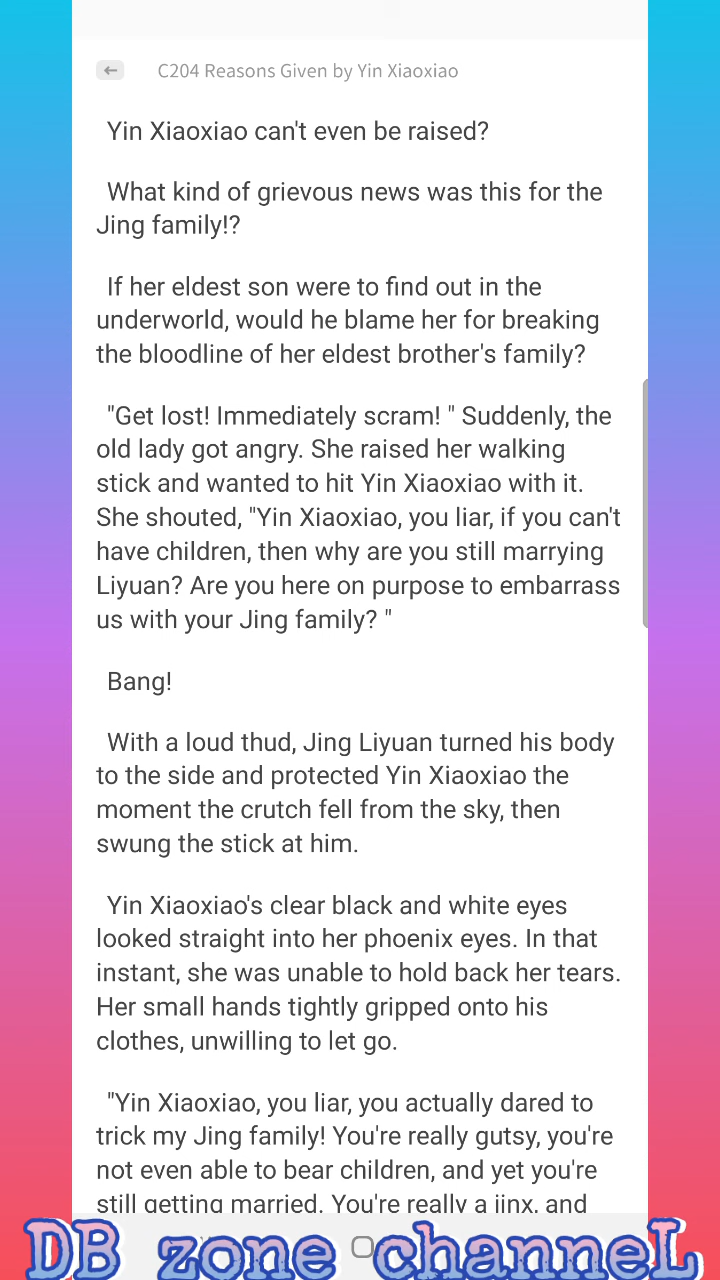 C204 Reasons Given by Yin Xiaoxiao
Yin Xiaoxiao can't even be raised?
What kind of grievous news was this for the
Jing family!?
If her eldest son were to find out in the
underworld, would he blame her for breaking
the bloodline of her eldest brother's family?
"Get lost! Immediately scram! " Suddenly, the
old lady got angry. She raised her walking
stick and wanted to hit Yin Xiaoxiao with it.
She shouted, "Yin Xiaoxiao, you liar, if you can't
have children, then why are you still marrying
Liyuan? Are you here on purpose to embarrass
us with your Jing family? "
Bang!
With a loud thud, Jing Liyuan turned his body
to the side and protected Yin Xiaoxiao the
moment the crutch fell from the sky, then
swung the stick at him.
Yin Xiaoxiao's clear black and white eyes
looked straight into her phoenix eyes. In that
instant, she was unable to hold back her tears.
Her small hands tightly gripped onto his
clothes, unwilling to let go.
"Yin Xiaoxiao, you liar, you actually dared to
trick my Jing family! You're really gutsy, you're
not even able to bear children, and yet you're
still getting married. You're really a jinx, and
DB zone channeL